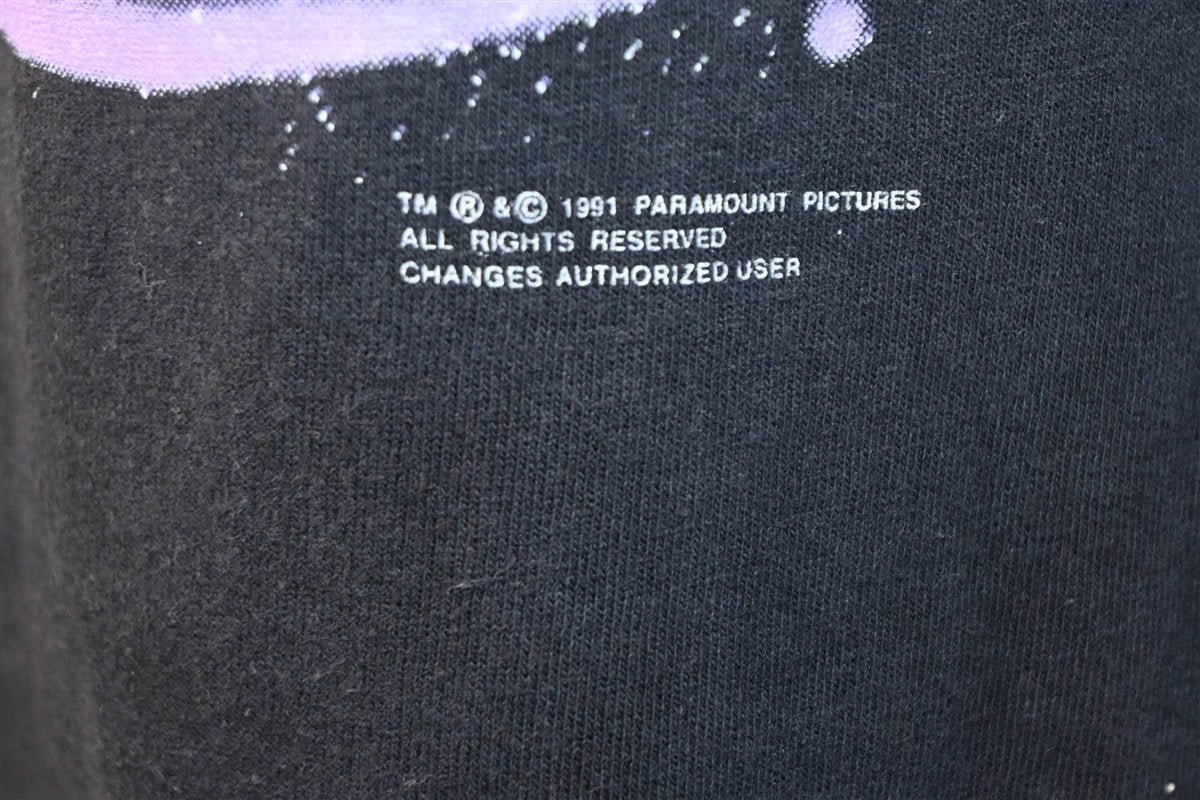 TM ® &© 1991 PARAMOUNT PICTURES
ALL RIGHTS RESERVED
CHANGES AUTHORIZED USER